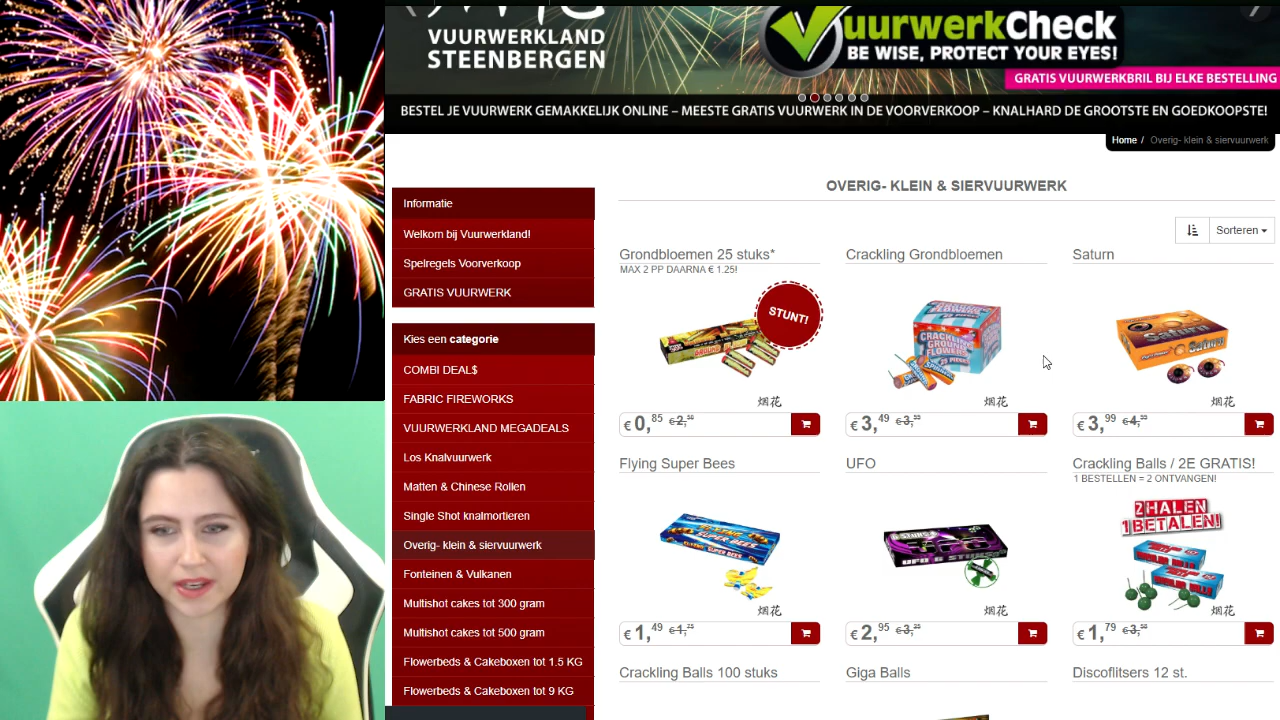 VUURWERKLAND
STEENBERGEN
VuurwerkCheck
BE WISE, PROTECT YOUR EYES!
GRATIS VUURWERKBRIL BIJ ELKE BESTELLING
BESTEL JE VUURWERK GEMAKKELIJK ONLINE – MEESTE GRATIS VUURWERK IN DE VOORVERKOOP – KNALHARD DE GROOTSTE EN GOEDKOOPSTE!
Home / Overig- klein & siervuurwerk
Informatie
Welkom bij Vuurwerkland!
Spelregels Voorverkoop
GRATIS VUURWERK
Kies een categorie
COMBI DEAL$
FABRIC FIREWORKS
VUURWERKLAND MEGADEALS
Los Knalvuurwerk
Matten & Chinese Rollen
Single Shot knalmortieren
Overig- klein & siervuurwerk
Fonteinen & Vulkanen
Multishot cakes tot 300 gram
Multishot cakes tot 500 gram
Flowerbeds & Cakeboxen tot 1.5 KG
Flowerbeds & Cakeboxen tot 9 KG
OVERIG- KLEIN & SIERVUURWERK
Sorteren
Grondbloemen 25 stuks*
MAX 2 PP DAARNA € 1.25!
STUNT!
烟花
€ 0,85
Crackling Grondbloemen
CRACKLING
GROUND
FLOWERS
烟花
€ 3,49
Saturn
Saturn
烟花
€ 3,99
Flying Super Bees
烟花
€ 1,49
UFO
烟花
€ 2,95
Crackling Balls / 2E GRATIS!
1 BESTELLEN = 2 ONTVANGEN!
2 HALEN
1 BETALEN!
烟花
€ 1,79
Crackling Balls 100 stuks
Giga Balls
Discoflitsers 12 st.